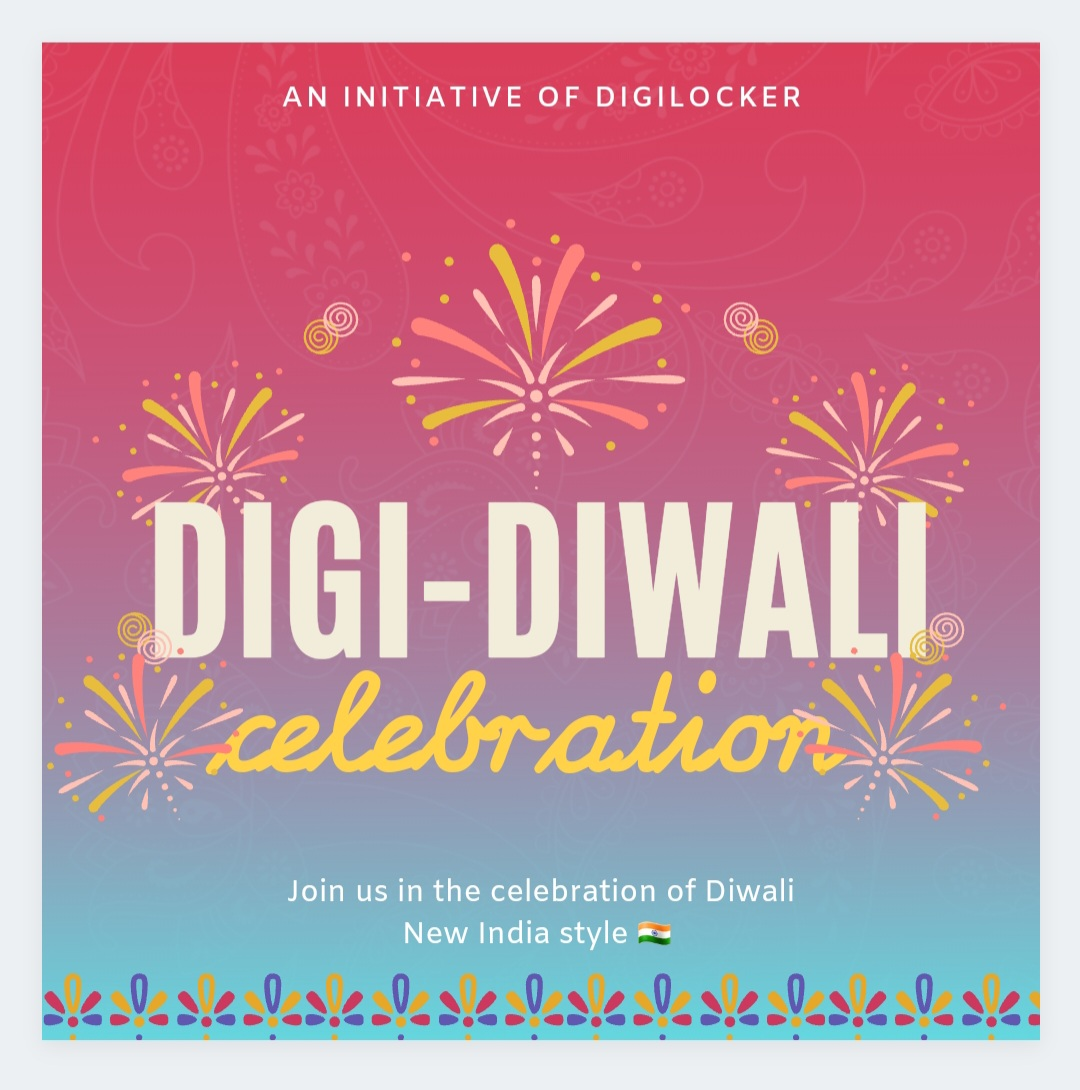 AN INITIATIVE OF DIGILOCKER
DIGI-DIWALI
celebration
Join us in the celebration of Diwali
New India style 🇮🇳